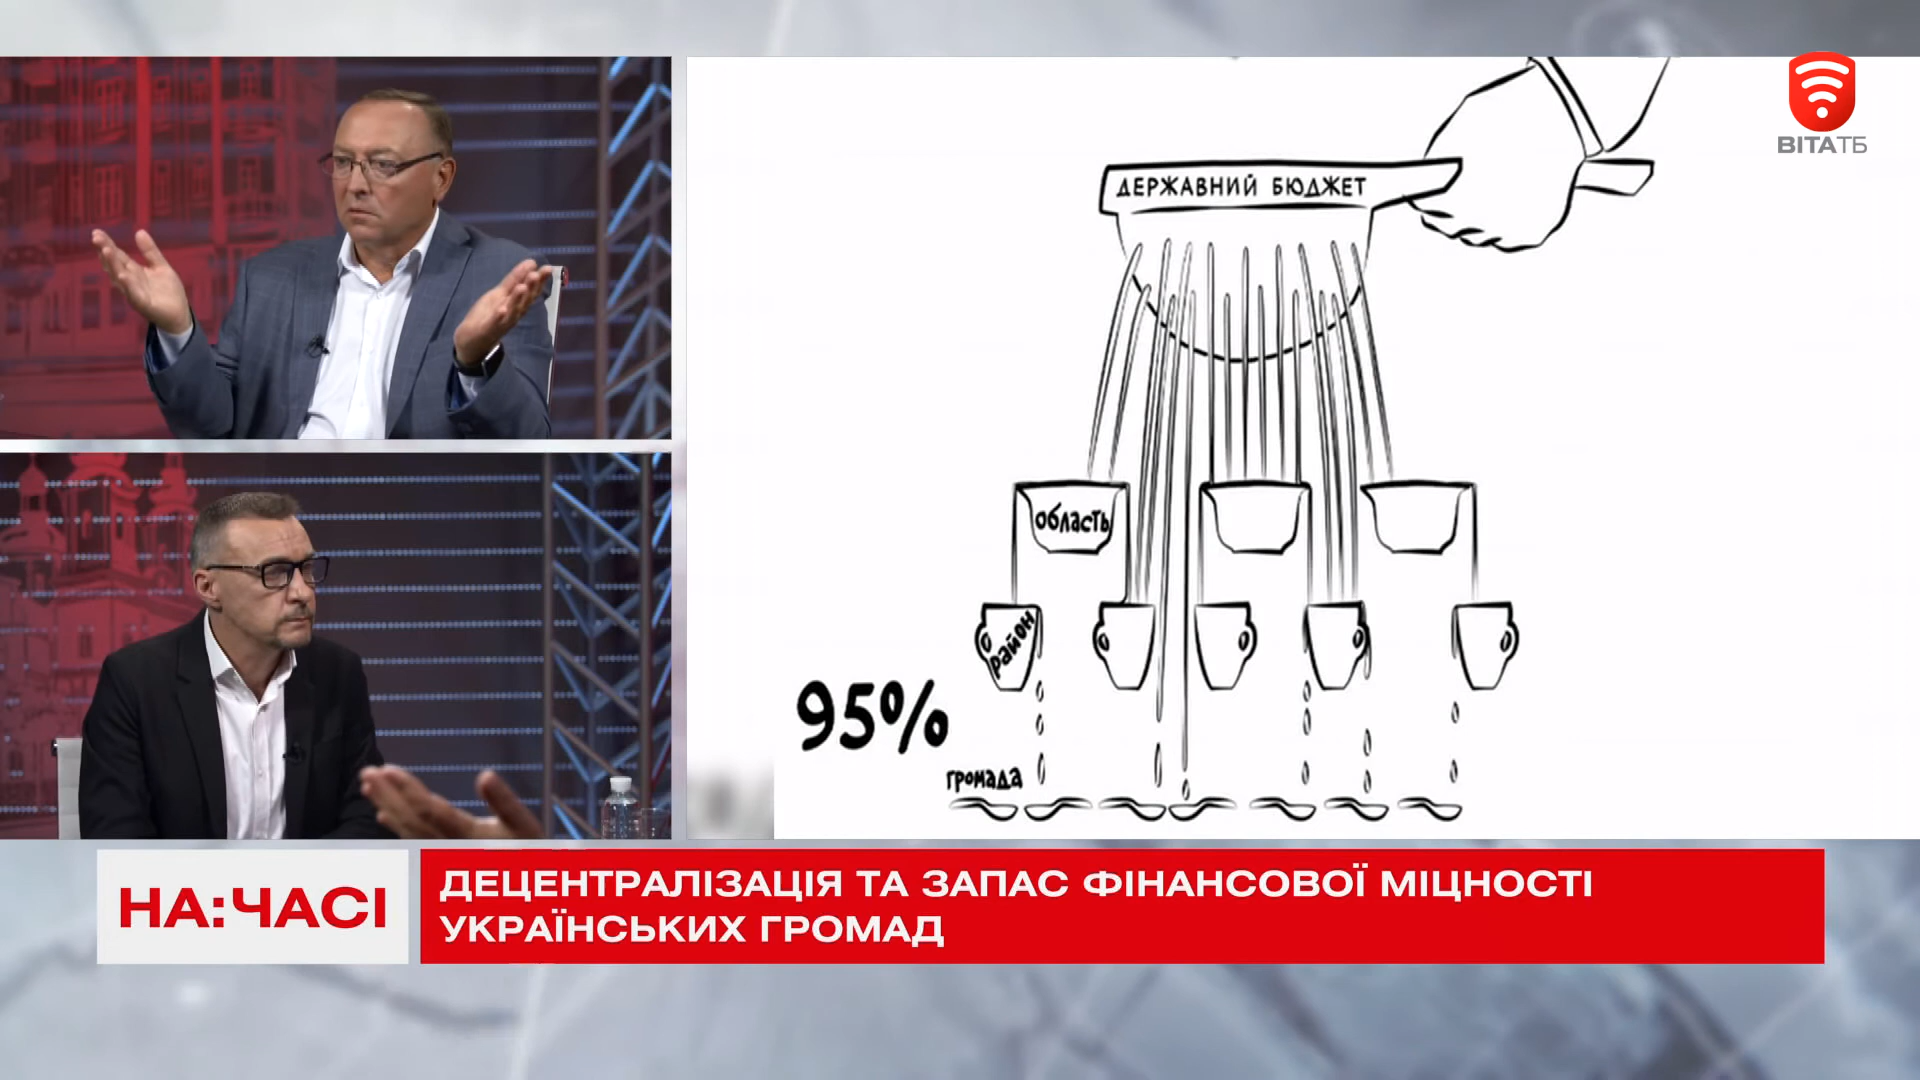 ВІТАТБ
ДЕРЖАВНИЙ БЮДЖЕТ
область
район
95%
громада
НА:ЧАСІ
ДЕЦЕНТРАЛІЗАЦІЯ ТА ЗАПАС ФІНАНСОВОЇ МІЦНОСТІ
УКРАЇНСЬКИХ ГРОМАД